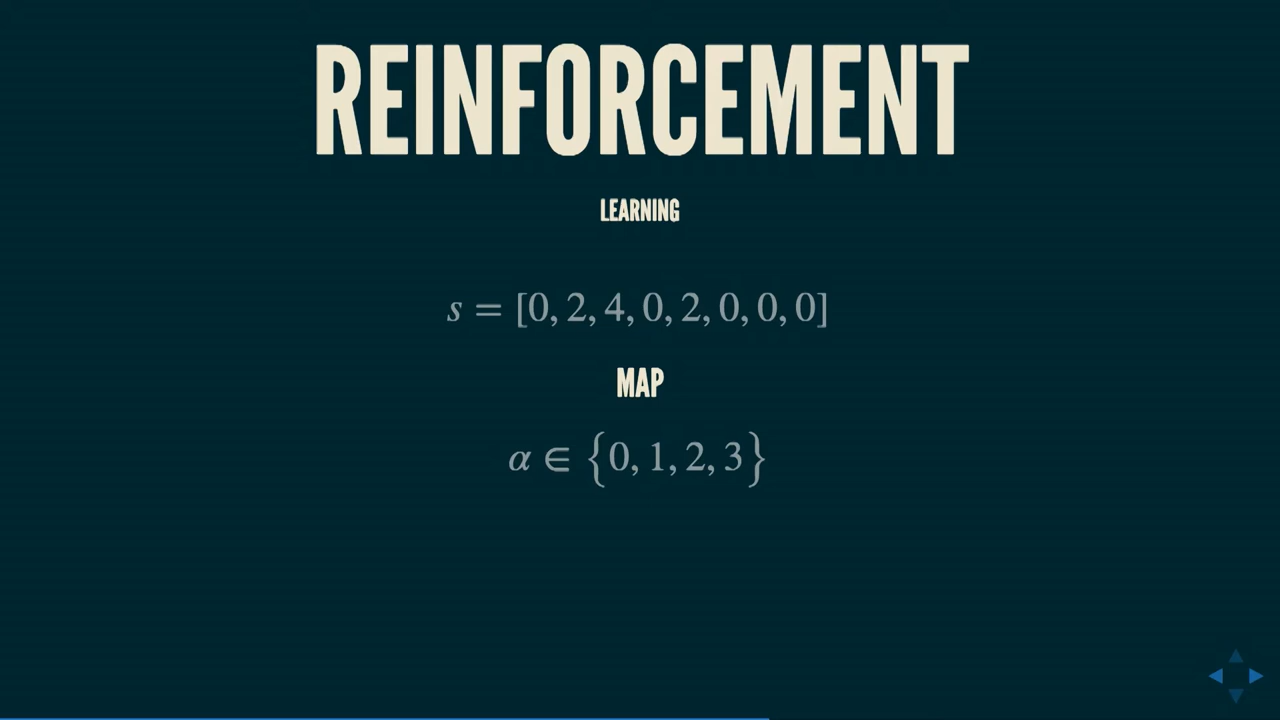 REINFORCEMENT
LEARNING
s = [0, 2, 4, 0, 2, 0, 0, 0]
MAP
α ∈ {0, 1, 2, 3}